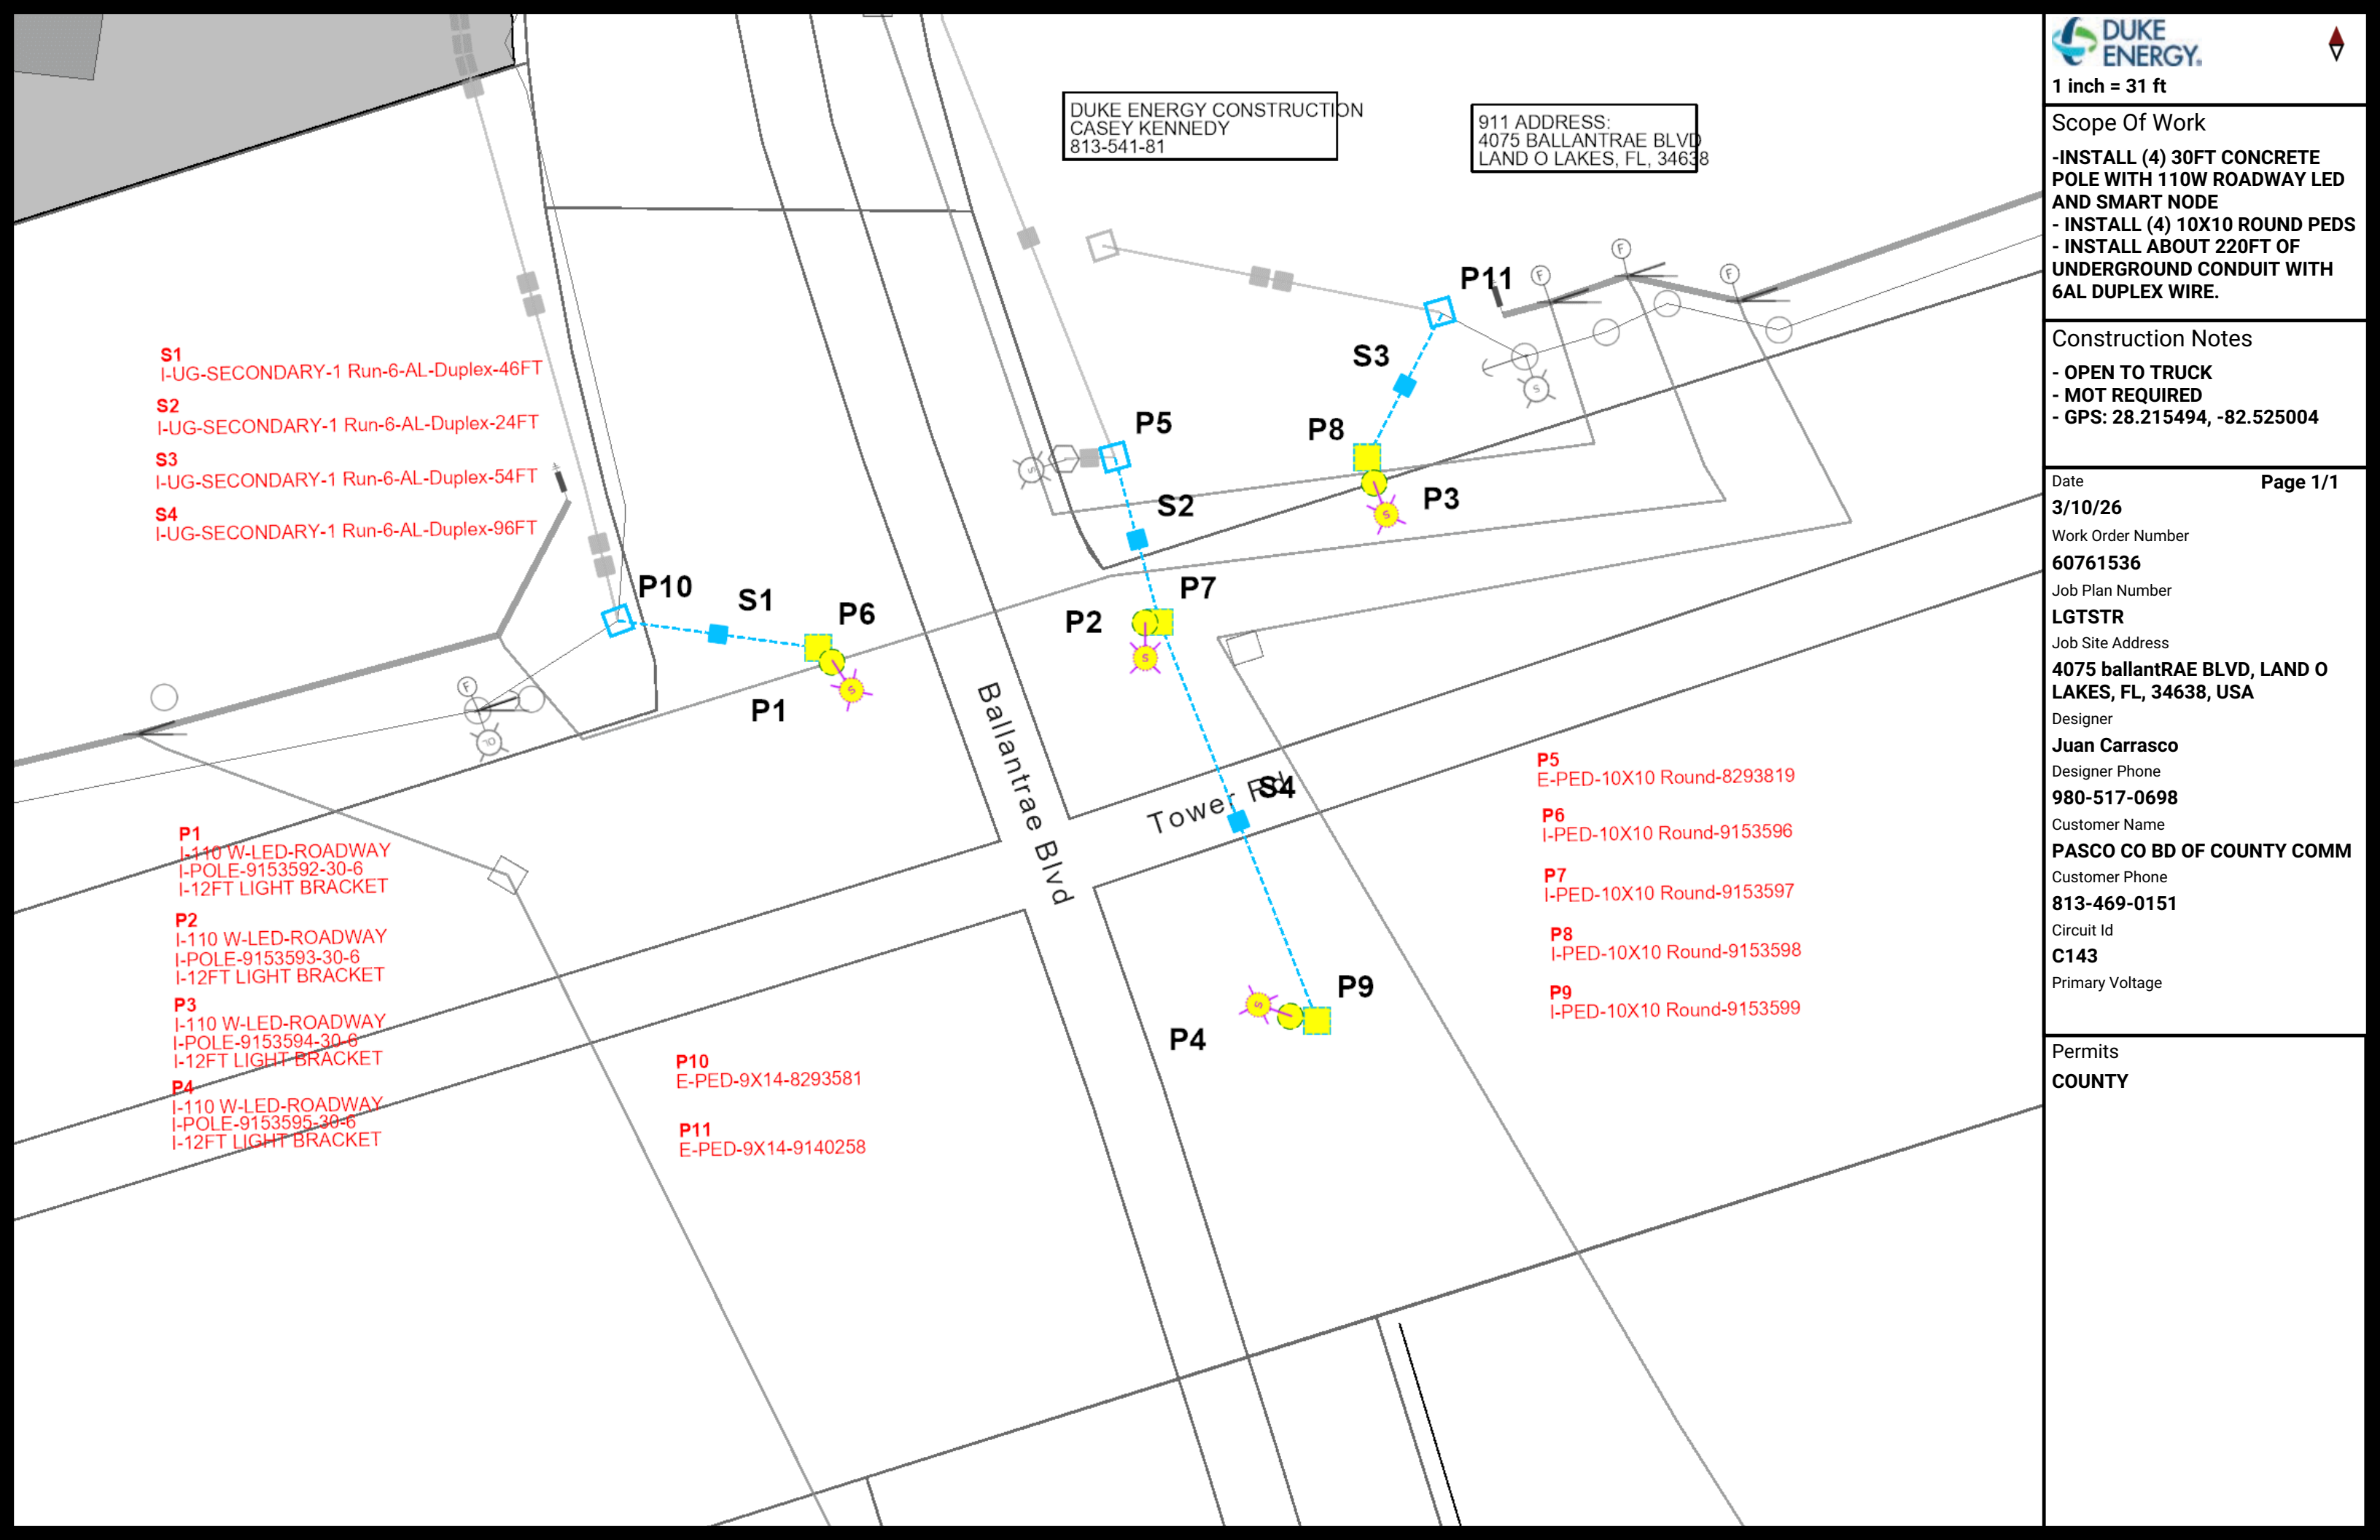 DUKE ENERGY CONSTRUCTION
CASEY KENNEDY
813-541-81
911 ADDRESS:
4075 BALLANTRAE BLVD
LAND O LAKES, FL, 34638
P11
F
F
F
S3
S
S1
I-UG-SECONDARY-1 Run-6-AL-Duplex-46FT
S2
I-UG-SECONDARY-1 Run-6-AL-Duplex-24FT
S3
I-UG-SECONDARY-1 Run-6-AL-Duplex-54FT
S4
I-UG-SECONDARY-1 Run-6-AL-Duplex-96FT
P5
P8
S
S2
P3
S
P10
S1
P6
P7
P2
S
P1
S
F
OL
Ballantrae Blvd
Tower Rd
S4
P5
E-PED-10X10 Round-8293819
P6
I-PED-10X10 Round-9153596
P7
I-PED-10X10 Round-9153597
P8
I-PED-10X10 Round-9153598
P9
I-PED-10X10 Round-9153599
P1
I-110 W-LED-ROADWAY
I-POLE-9153592-30-6
I-12FT LIGHT BRACKET
P2
I-110 W-LED-ROADWAY
I-POLE-9153593-30-6
I-12FT LIGHT BRACKET
P3
I-110 W-LED-ROADWAY
I-POLE-9153594-30-6
I-12FT LIGHT BRACKET
P4
I-110 W-LED-ROADWAY
I-POLE-9153595-30-6
I-12FT LIGHT BRACKET
P9
S
P4
P10
E-PED-9X14-8293581
P11
E-PED-9X14-9140258
DUKE
ENERGY®
1 inch = 31 ft
Scope Of Work
-INSTALL (4) 30FT CONCRETE
POLE WITH 110W ROADWAY LED
AND SMART NODE
- INSTALL (4) 10X10 ROUND PEDS
- INSTALL ABOUT 220FT OF
UNDERGROUND CONDUIT WITH
6AL DUPLEX WIRE.
Construction Notes
- OPEN TO TRUCK
- MOT REQUIRED
- GPS: 28.215494, -82.525004
Date Page 1/1
3/10/26
Work Order Number
60761536
Job Plan Number
LGTSTR
Job Site Address
4075 ballantRAE BLVD, LAND O
LAKES, FL, 34638, USA
Designer
Juan Carrasco
Designer Phone
980-517-0698
Customer Name
PASCO CO BD OF COUNTY COMM
Customer Phone
813-469-0151
Circuit Id
C143
Primary Voltage
Permits
COUNTY